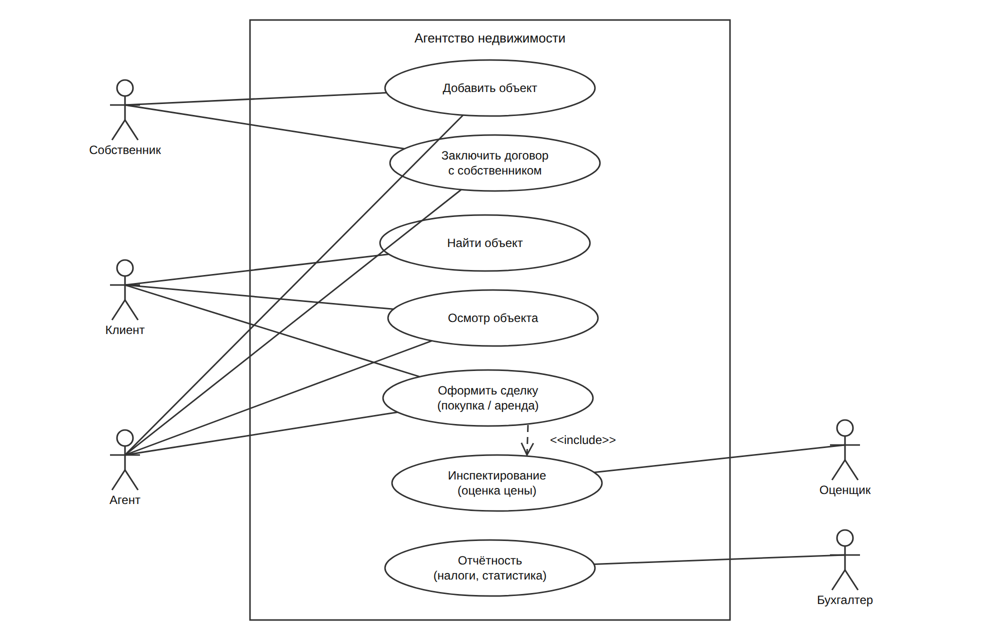 Агентство недвижимости
Добавить объект
Собственник
Заключить договор
с собственником
Найти объект
Клиент
Осмотр объекта
Оформить сделку
(покупка / аренда)
<<include>>
Инспектирование
(оценка цены)
Оценщик
Агент
Отчётность
(налоги, статистика)
Бухгалтер